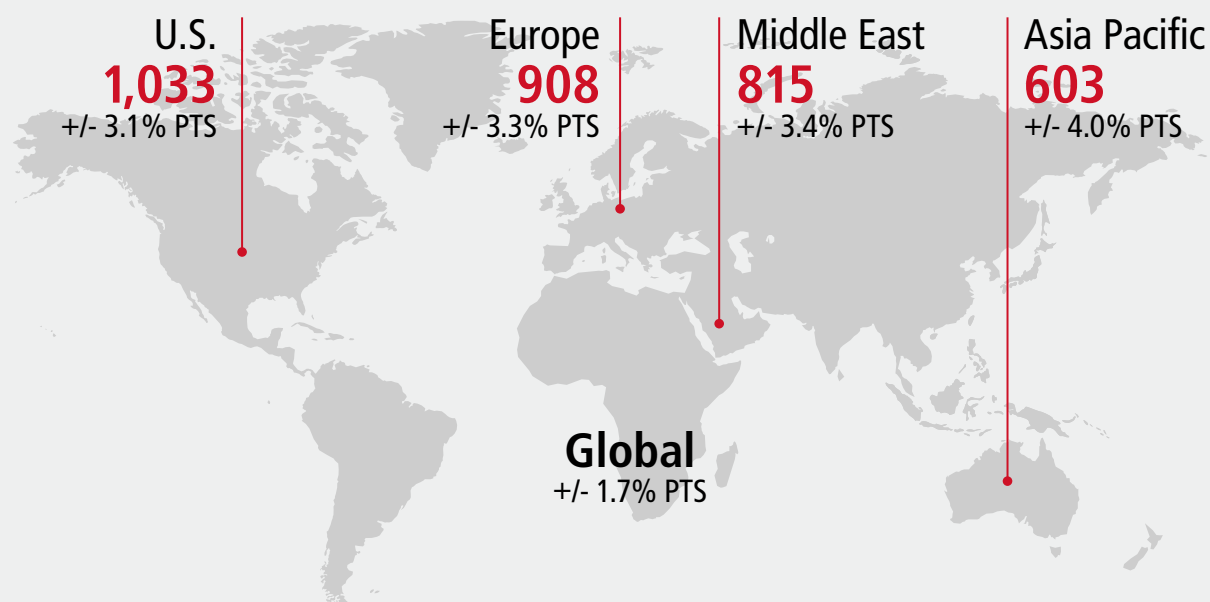 U.S.
1,033
+/- 3.1% PTS
Europe
908
+/- 3.3% PTS
Middle East
815
+/- 3.4% PTS
Asia Pacific
603
+/- 4.0% PTS
Global
+/- 1.7% PTS